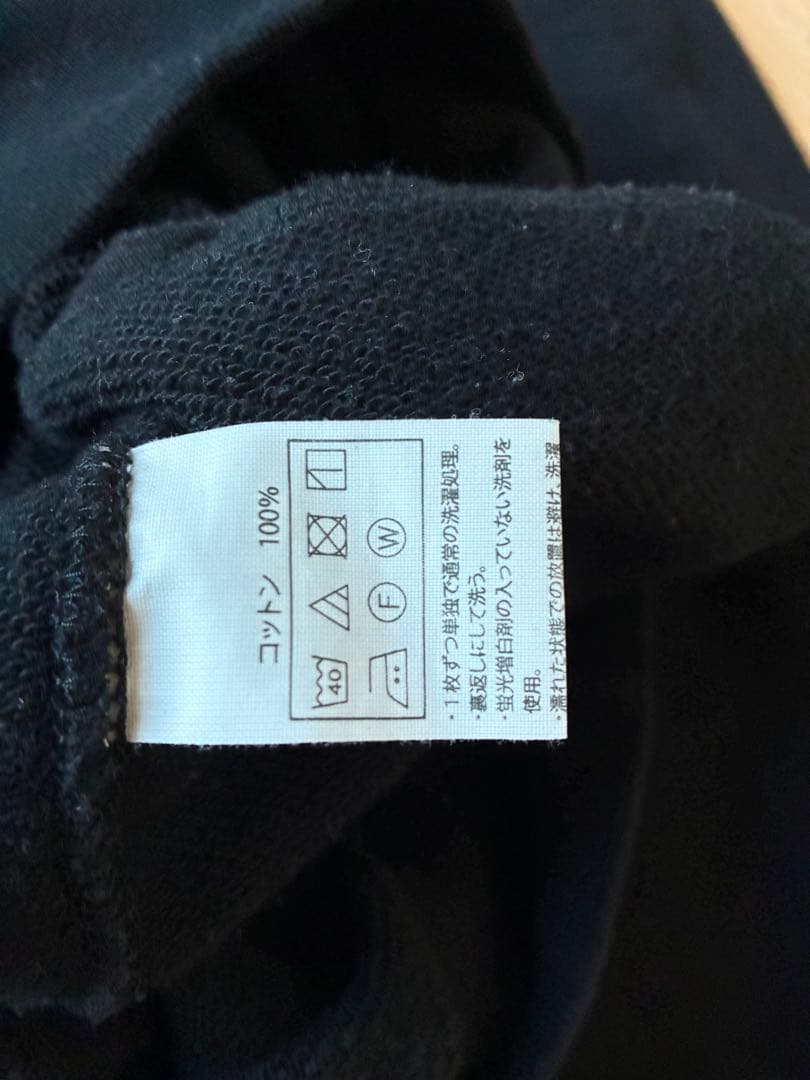 コットン 100%
40
F W
・1枚ずつ単独で通常の洗濯処理。
・裏返しにして洗う。
・蛍光増白剤の入っていない洗剤を
使用。
・濡れた状態での放置は避け、洗濯